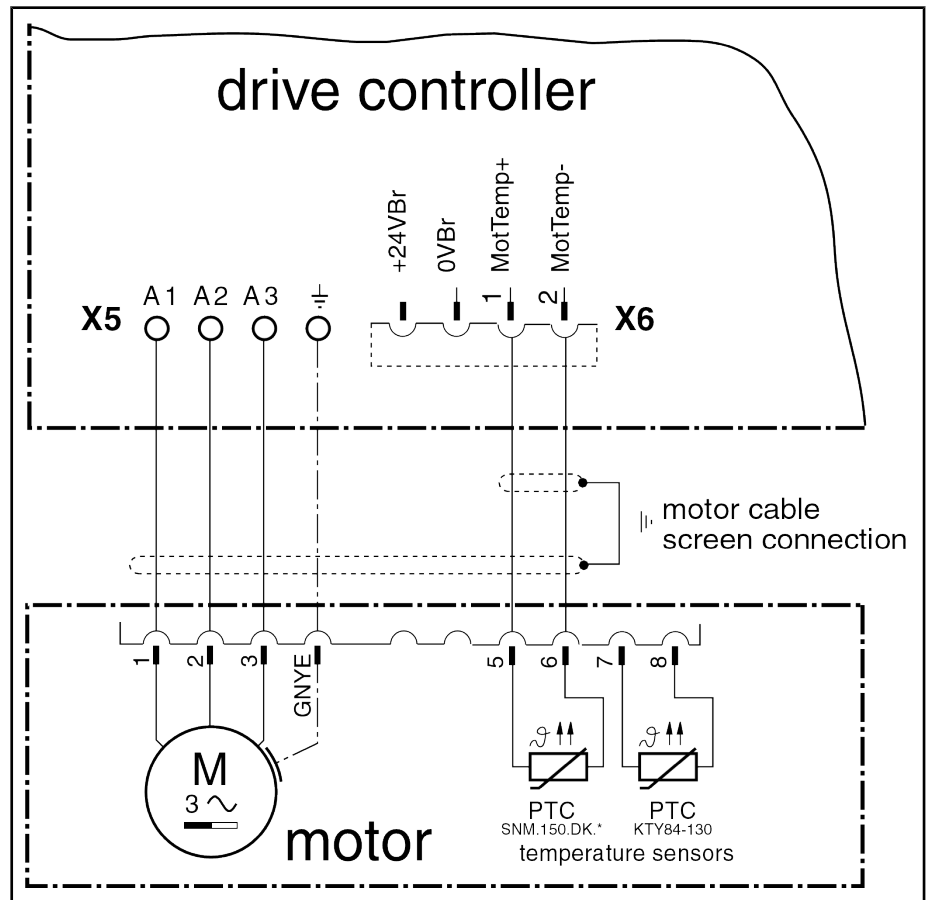 drive controller
+24VBr
0VBr
MotTemp+
MotTemp-
X5
A1
A2
A3
1
2
X6
motor cable
screen connection
1
2
3
GNYE
5
6
7
8
M
3
motor
PTC
SNM.150.DK.*
PTC
KTY84-130
temperature sensors